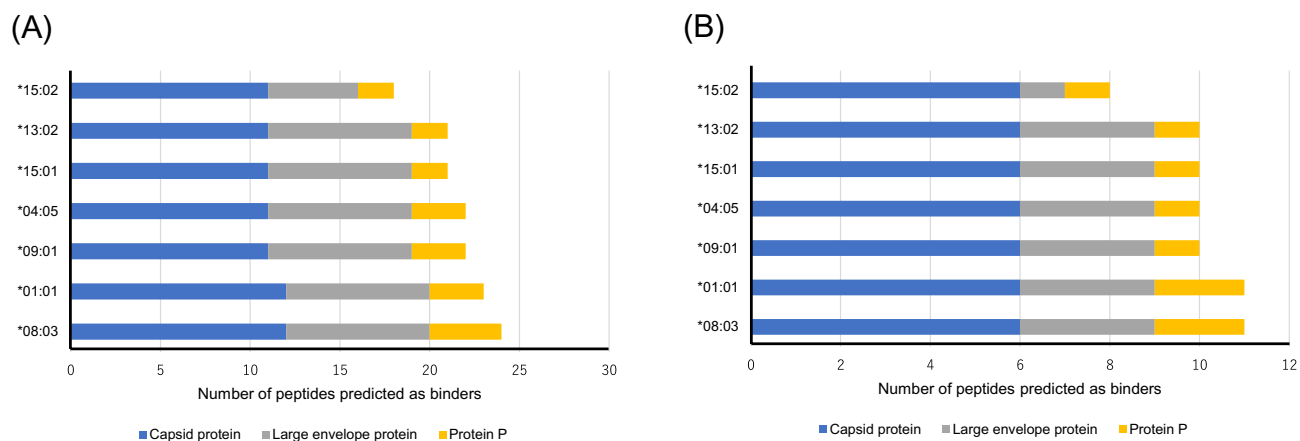 (A)
*15:02
*13:02
*15:01
*04:05
*09:01
*01:01
*08:03
0 5 10 15 20 25 30
Number of peptides predicted as binders
Capsid protein Large envelope protein Protein P
(B)
*15:02
*13:02
*15:01
*04:05
*09:01
*01:01
*08:03
0 2 4 6 8 10 12
Number of peptides predicted as binders
Capsid protein Large envelope protein Protein P